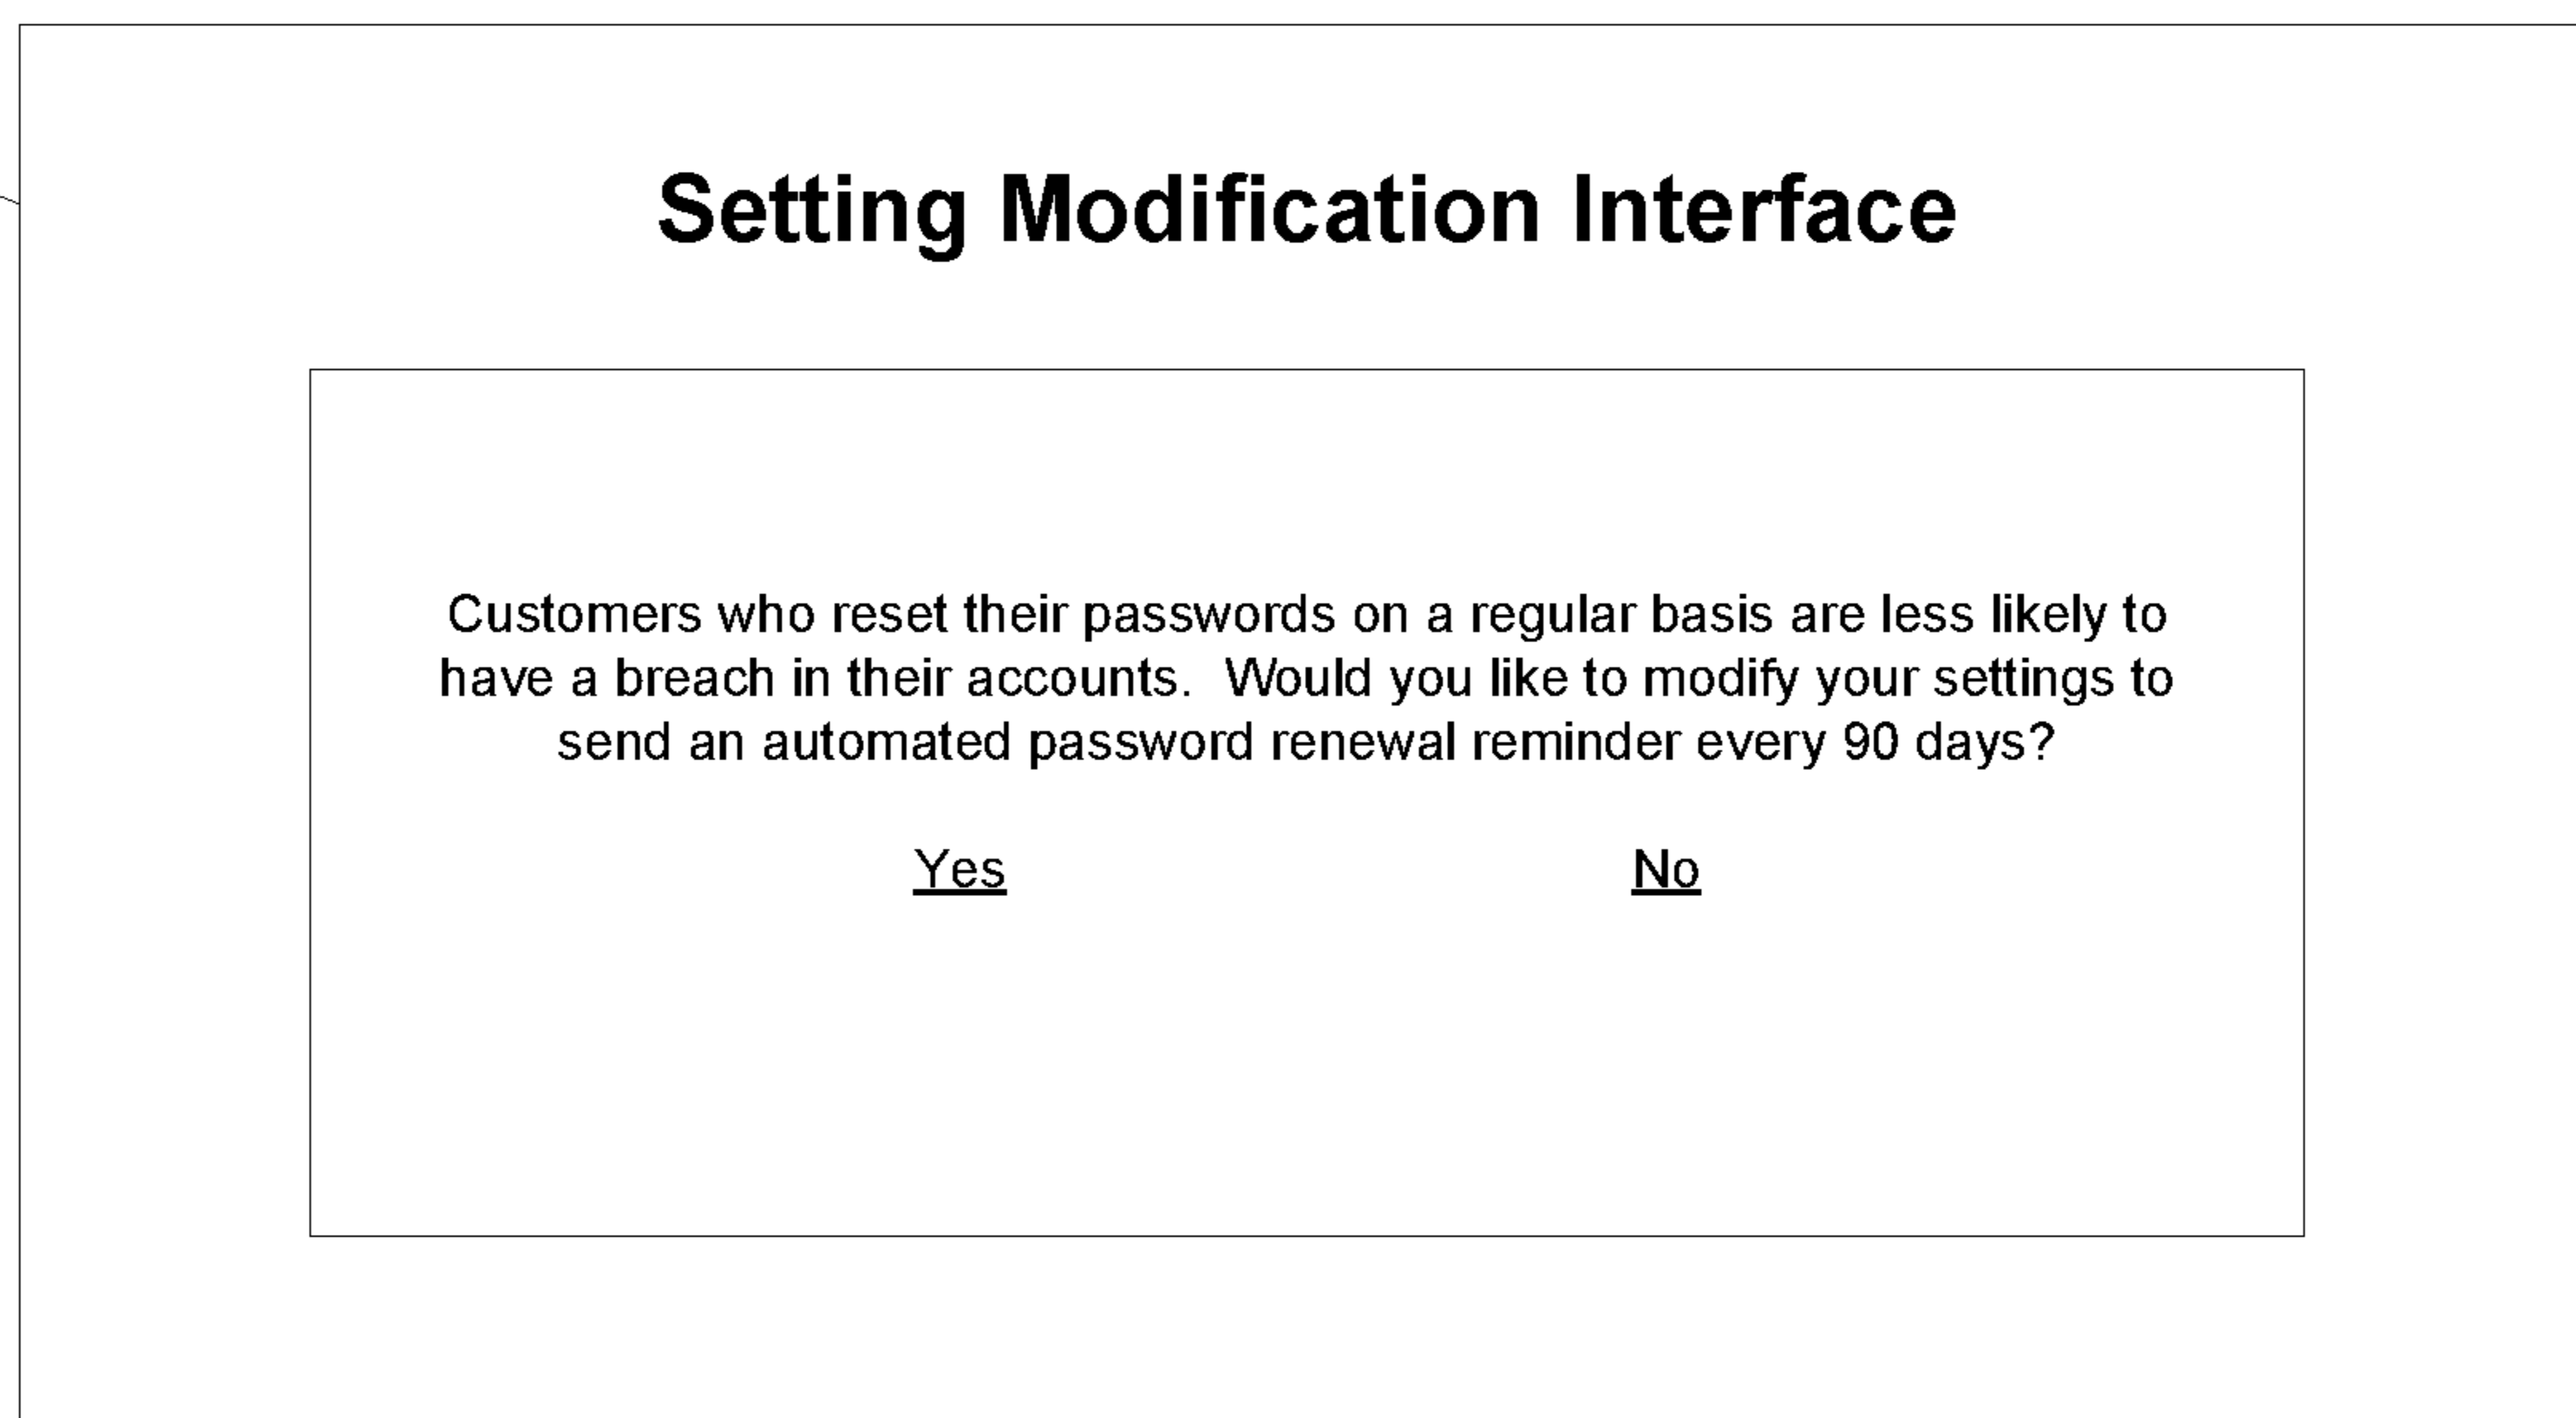 Setting Modification Interface
Customers who reset their passwords on a regular basis are less likely to
have a breach in their accounts.  Would you like to modify your settings to
send an automated password renewal reminder every 90 days?
Yes No